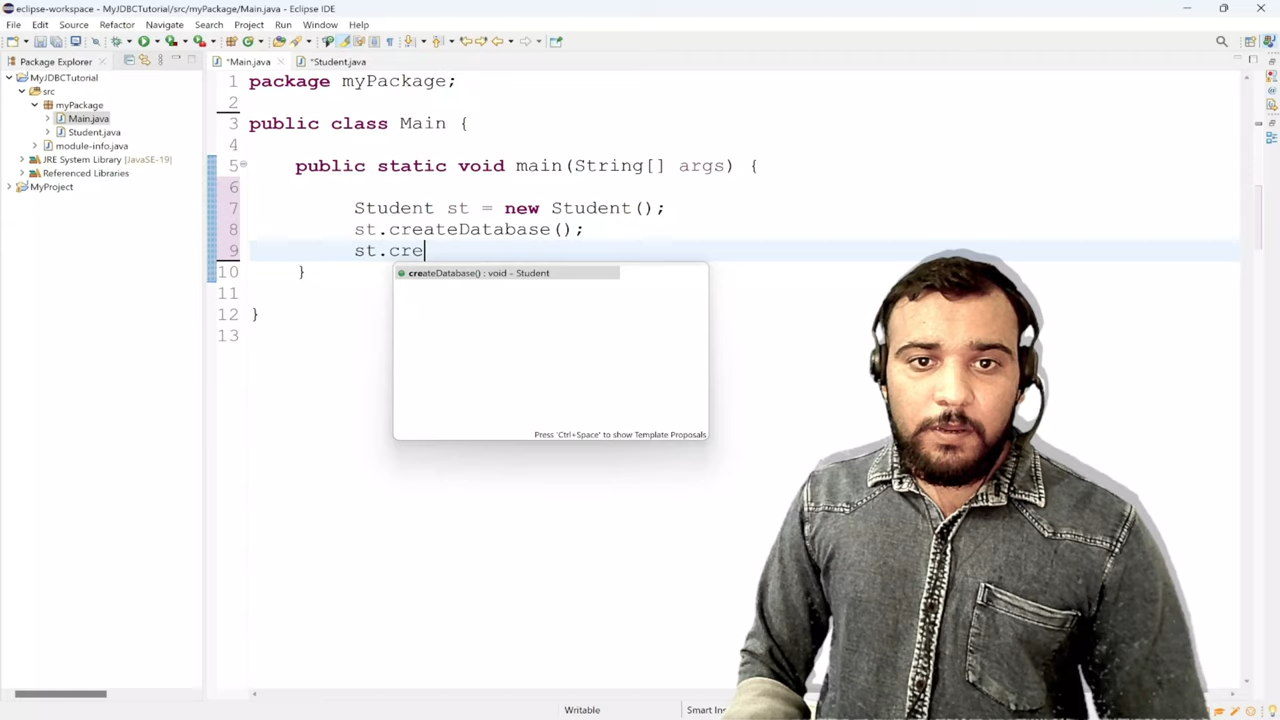 eclipse-workspace - MyJDBCTutorial/src/myPackage/Main.java - Eclipse IDE
File Edit Source Refactor Navigate Search Project Run Window Help
Package Explorer
*Main.java
*Student.java
MyJDBCTutorial
src
myPackage
Main.java
Student.java
module-info.java
JRE System Library [JavaSE-19]
Referenced Libraries
MyProject
1 package myPackage;
2
3 public class Main {
4
5 public static void main(String[] args) {
6
7 Student st = new Student();
8 st.createDatabase();
9 st.cre
createDatabase() : void - Student
Press 'Ctrl+Space' to show Template Proposals
10 }
11
12 }
13
Writable
Smart Ins